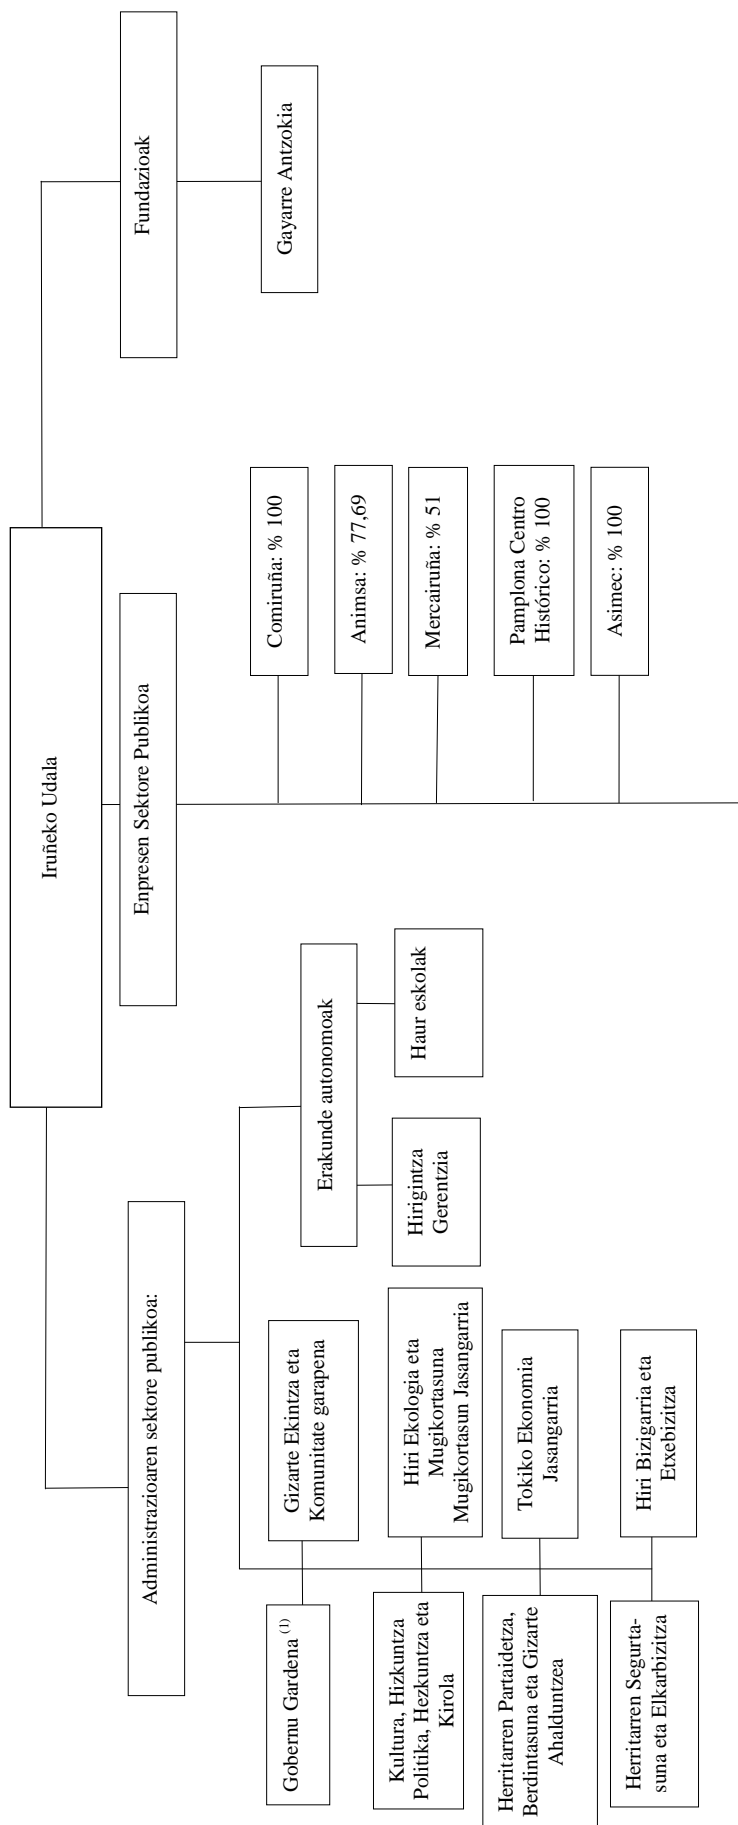 Iruñeko Udala
Administrazioaren sektore publikoa:
Enpresen Sektore Publikoa
Fundazioak
Gobernu Gardena (1)
Gizarte Ekintza eta
Komunitate garapena
Kultura, Hizkuntza
Politika, Hezkuntza eta
Kirola
Hiri Ekologia eta
Mugikortasuna
Mugikortasun Jasangarria
Herritarren Partaidetza,
Berdintasuna eta Gizarte
Ahalduntzea
Tokiko Ekonomia
Jasangarria
Herritarren Segurta-
suna eta Elkarbizitza
Hiri Bizigarria eta
Etxebizitza
Erakunde autonomoak
Hirigintza
Gerentzia
Haur eskolak
Comiruña: % 100
Animsa: % 77,69
Mercairuña: % 51
Pamplona Centro
Histórico: % 100
Asimec: % 100
Gayarre Antzokia